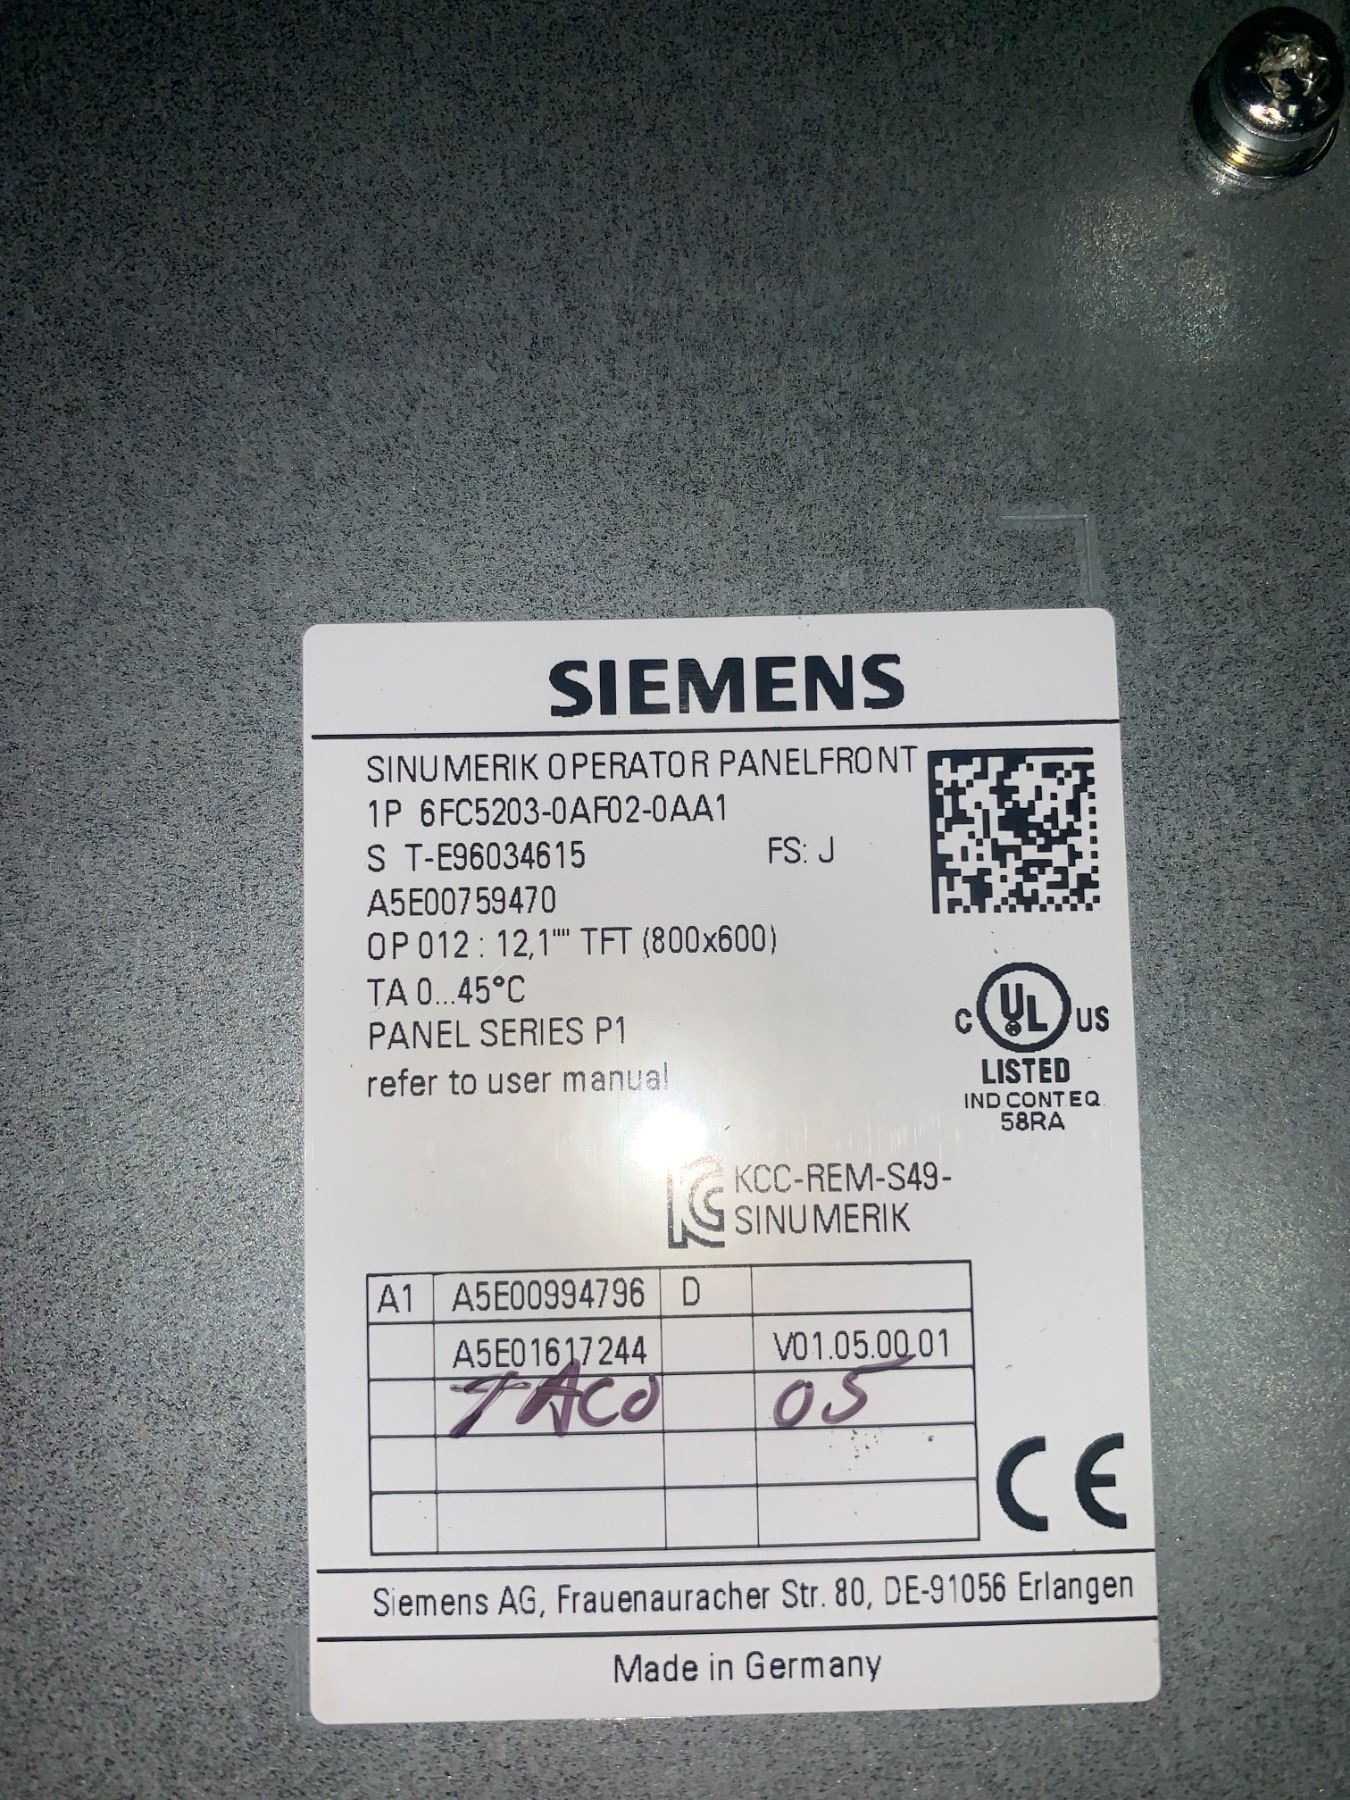 SIEMENS
SINUMERIK OPERATOR PANELFRONT
1P 6FC5203-0AF02-0AA1
S T-E96034615 FS: J
A5E00759470
OP 012 : 12,1"" TFT (800x600)
TA 0...45°C
PANEL SERIES P1
refer to user manual
C UL US
LISTED
IND CONT EQ
58RA
KCC-REM-S49-
SINUMERIK
A1 A5E00994796 D
A5E01617244 V01.05.00.01
TACO 05
CE
Siemens AG, Frauenauracher Str. 80, DE-91056 Erlangen
Made in Germany